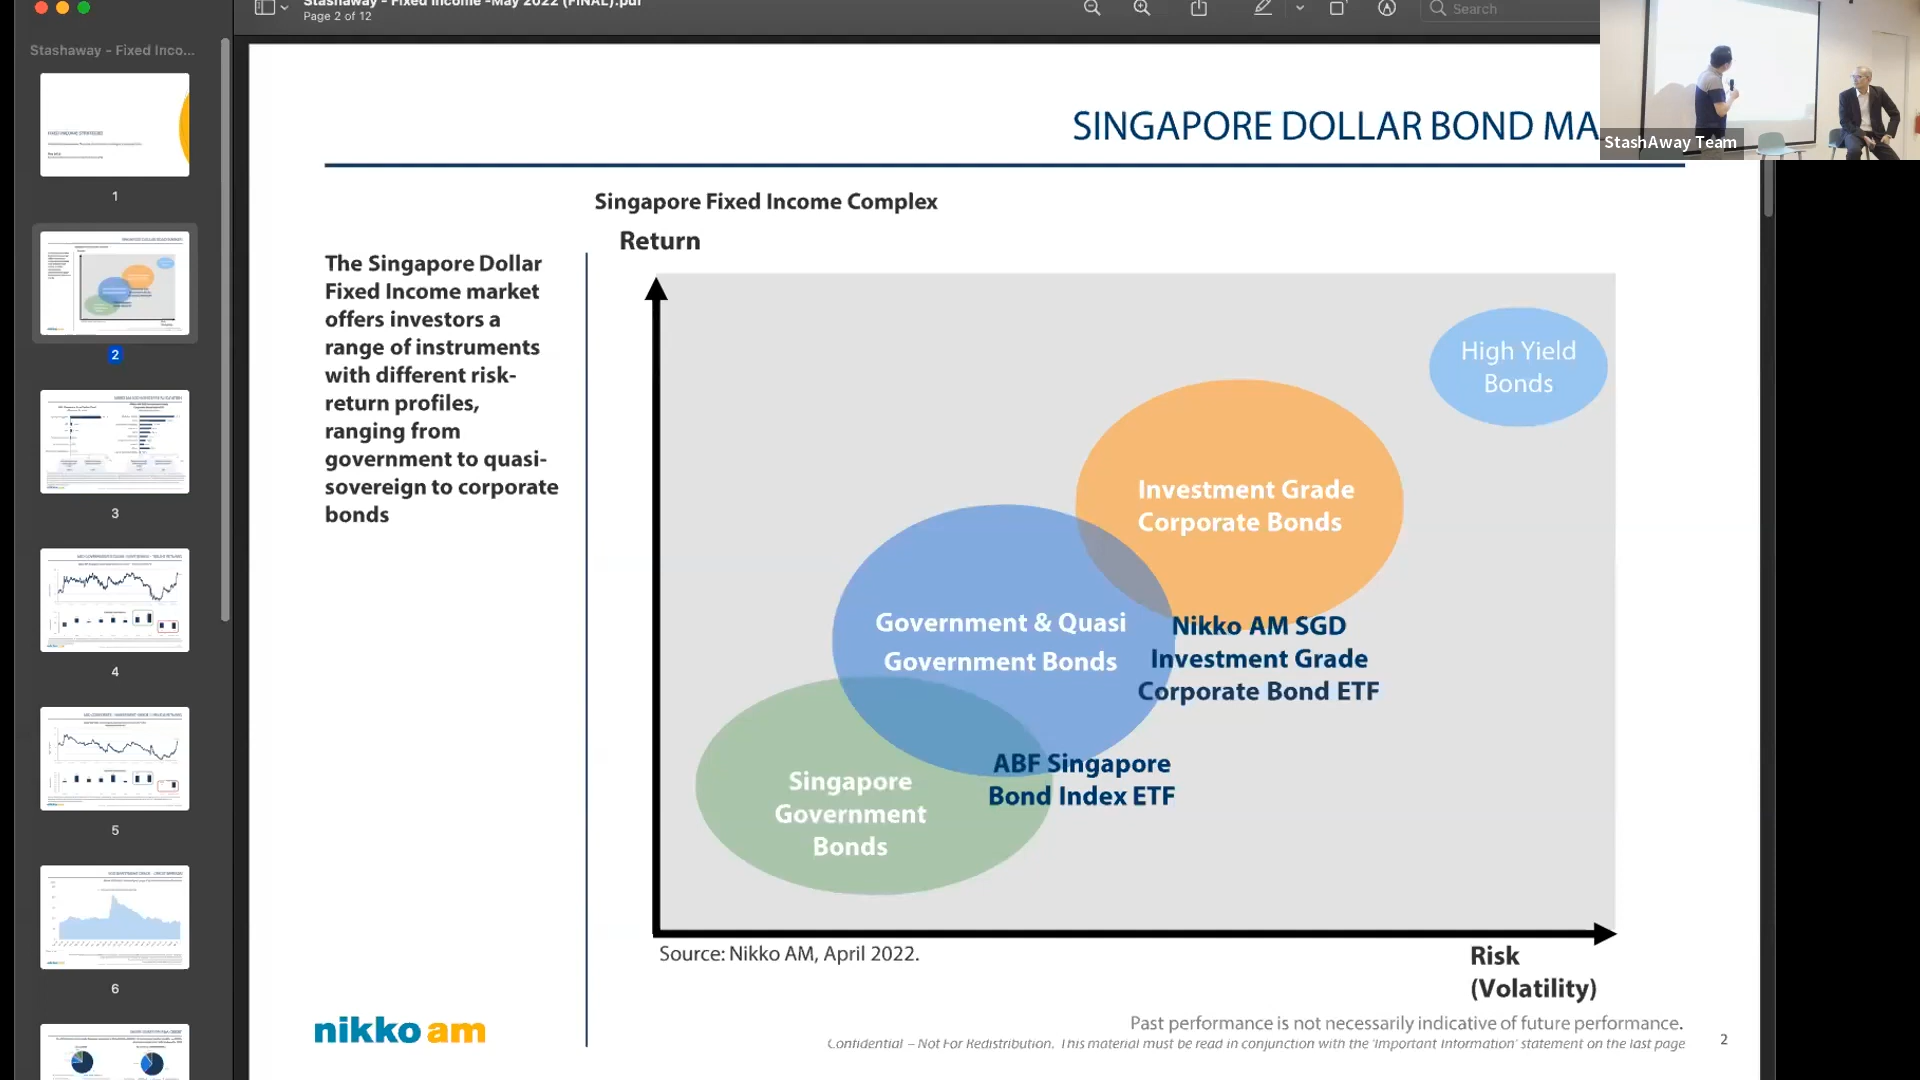 Stashaway - Fixed Income -May 2022 (FINAL).pdf
Page 2 of 12
Search
Stashaway - Fixed Inco...
1
2
3
4
5
6
StashAway Team
SINGAPORE DOLLAR BOND MA
Singapore Fixed Income Complex
Return
The Singapore Dollar
Fixed Income market
offers investors a
range of instruments
with different risk-
return profiles,
ranging from
government to quasi-
sovereign to corporate
bonds
High Yield
Bonds
Investment Grade
Corporate Bonds
Government & Quasi
Government Bonds
Nikko AM SGD
Investment Grade
Corporate Bond ETF
ABF Singapore
Bond Index ETF
Singapore
Government
Bonds
Source: Nikko AM, April 2022.
Risk
(Volatility)
nikko am
Past performance is not necessarily indicative of future performance.
Confidential – Not For Redistribution. This material must be read in conjunction with the 'Important Information' statement on the last page
2